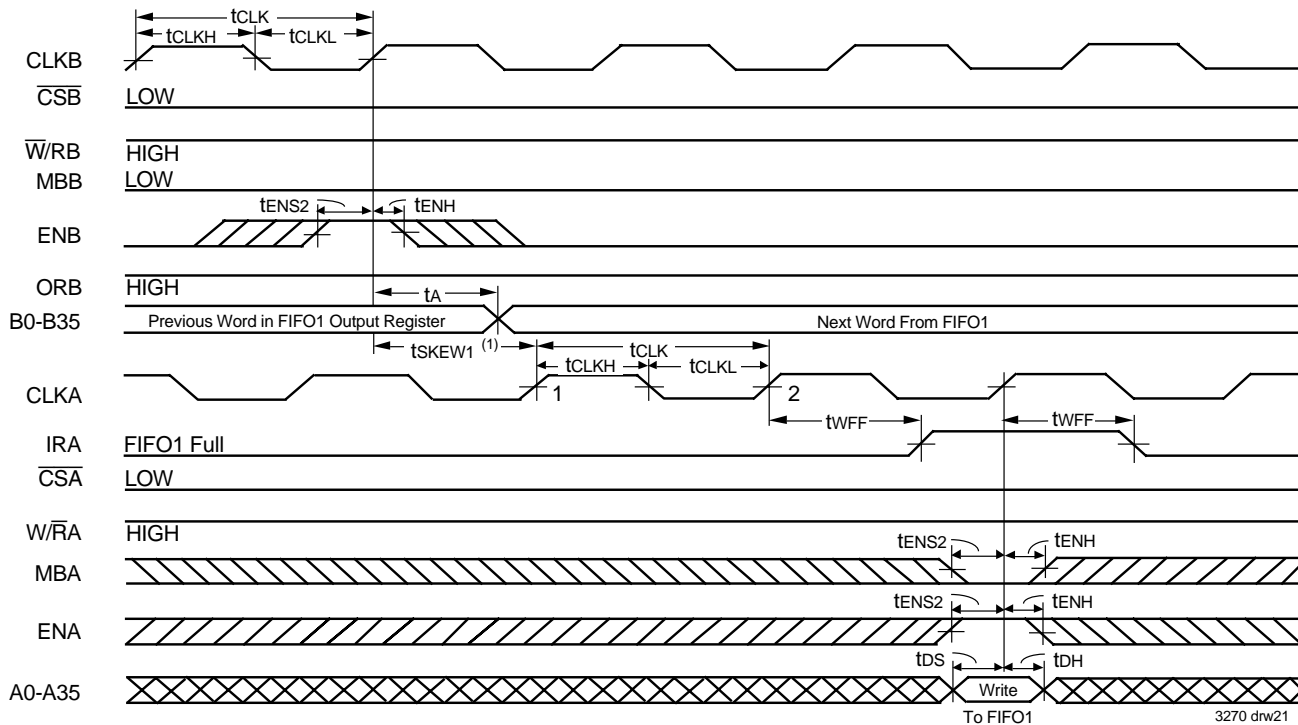 tCLK
tCLKH
tCLKL
CLKB
CSB
LOW
W/RB
HIGH
MBB
LOW
tENS2
tENH
ENB
ORB
HIGH
tA
B0-B35
Previous Word in FIFO1 Output Register
Next Word From FIFO1
tSKEW1 (1)
tCLK
tCLKH
tCLKL
CLKA
1
2
tWFF
tWFF
IRA
FIFO1 Full
CSA
LOW
W/RA
HIGH
tENS2
tENH
MBA
tENS2
tENH
ENA
tDS
tDH
A0-A35
Write
To FIFO1
3270 drw21